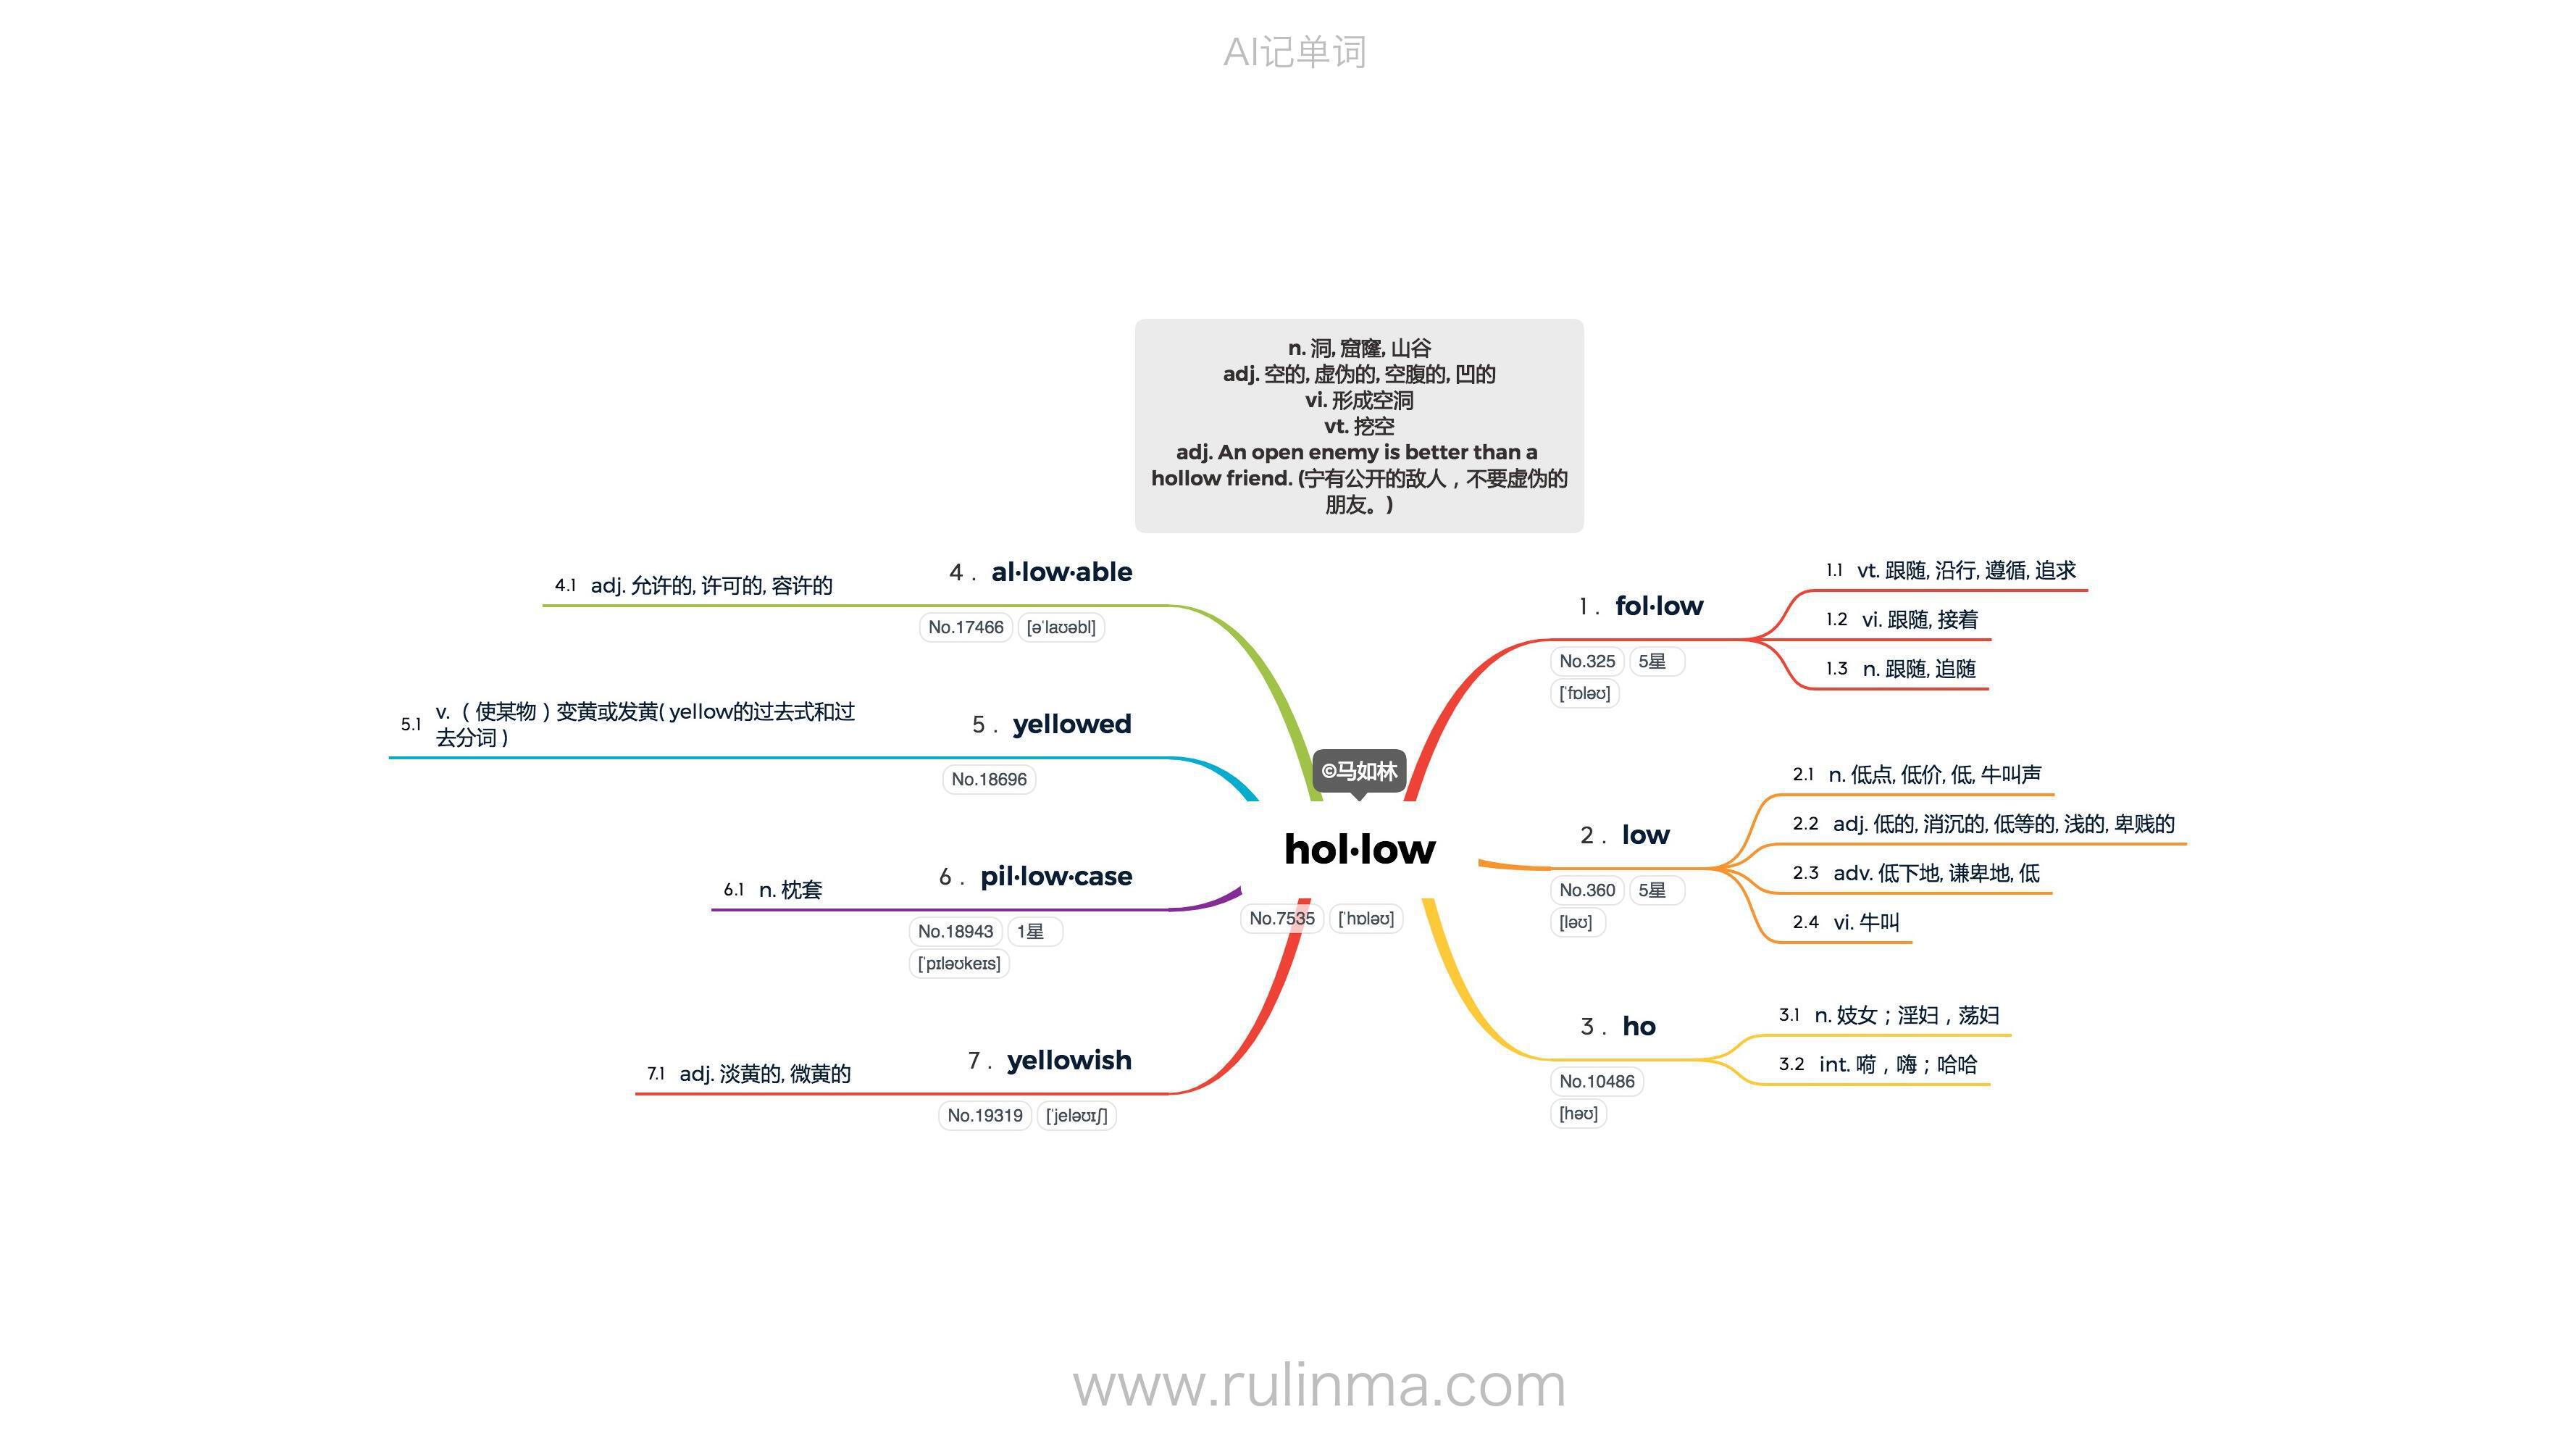 AI记单词
n. 洞, 窟窿, 山谷
adj. 空的, 虚伪的, 空腹的, 凹的
vi. 形成空洞
vt. 挖空
adj. An open enemy is better than a
hollow friend. (宁有公开的敌人，不要虚伪的
朋友。)
©马如林
hol·low
No.7535 [ˈhɒləʊ]
1. fol·low
No.325 5星
[ˈfɒləʊ]
1.1 vt. 跟随, 沿行, 遵循, 追求
1.2 vi. 跟随, 接着
1.3 n. 跟随, 追随
2. low
No.360 5星
[ləʊ]
2.1 n. 低点, 低价, 低, 牛叫声
2.2 adj. 低的, 消沉的, 低等的, 浅的, 卑贱的
2.3 adv. 低下地, 谦卑地, 低
2.4 vi. 牛叫
3. ho
No.10486
[həʊ]
3.1 n. 妓女；淫妇，荡妇
3.2 int. 嗬，嗨；哈哈
4. al·low·able
No.17466 [əˈlaʊəbl]
4.1 adj. 允许的, 许可的, 容许的
5. yellowed
No.18696
5.1 v.（使某物）变黄或发黄( yellow的过去式和过
去分词 )
6. pil·low·case
No.18943 1星
[ˈpɪləʊkeɪs]
6.1 n. 枕套
7. yellowish
No.19319 [ˈjeləʊɪʃ]
7.1 adj. 淡黄的, 微黄的
www.rulinma.com